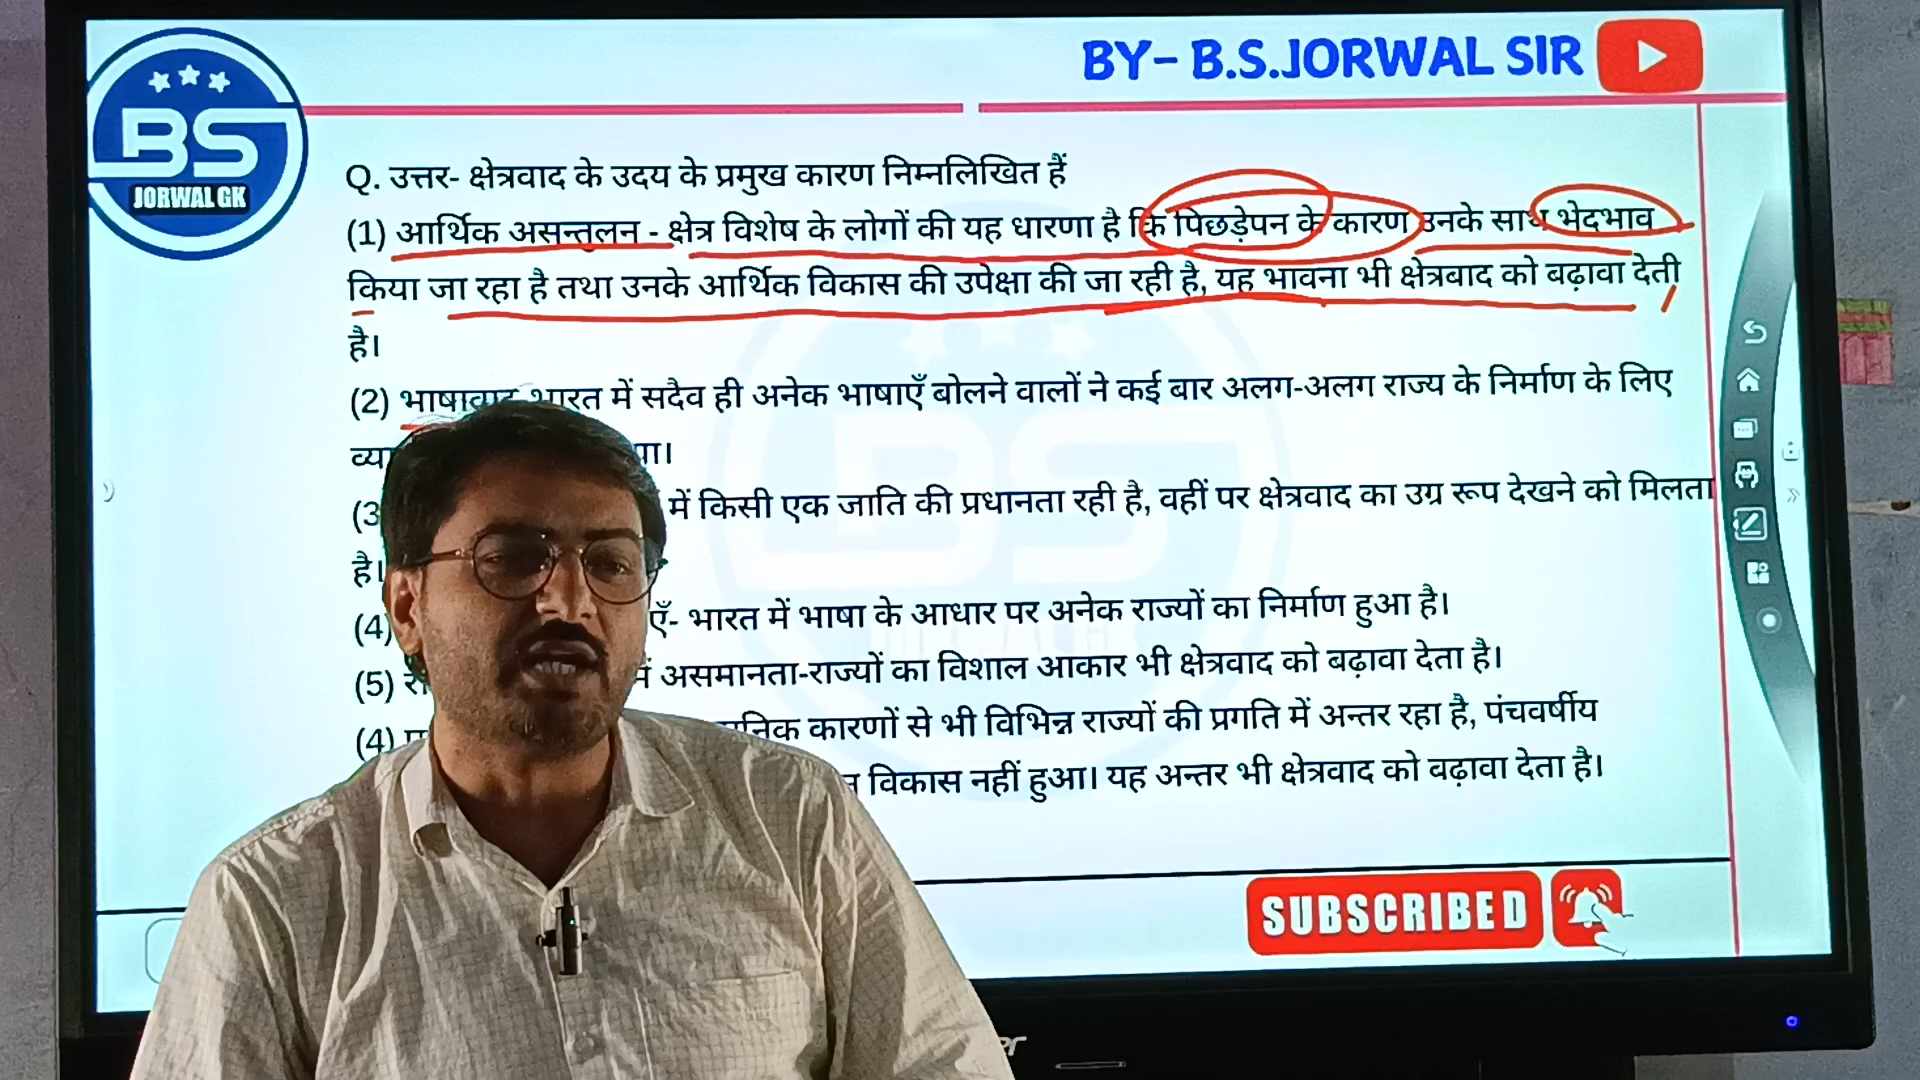 BY- B.S.JORWAL SIR
BS
JORWAL GK
Q. उत्तर- क्षेत्रवाद के उदय के प्रमुख कारण निम्नलिखित हैं
(1) आर्थिक असन्तुलन - क्षेत्र विशेष के लोगों की यह धारणा है कि पिछड़ेपन के कारण उनके साथ भेदभाव
किया जा रहा है तथा उनके आर्थिक विकास की उपेक्षा की जा रही है, यह भावना भी क्षेत्रवाद को बढ़ावा देती
है।
(2) भाषावाद भारत में सदैव ही अनेक भाषाएँ बोलने वालों ने कई बार अलग-अलग राज्य के निर्माण के लिए
(3 में किसी एक जाति की प्रधानता रही है, वहीं पर क्षेत्रवाद का उग्र रूप देखने को मिलता
है।
(4) भारत में भाषा के आधार पर अनेक राज्यों का निर्माण हुआ है।
(5) असमानता-राज्यों का विशाल आकार भी क्षेत्रवाद को बढ़ावा देता है।
(4) कारणों से भी विभिन्न राज्यों की प्रगति में अन्तर रहा है, पंचवर्षीय
विकास नहीं हुआ। यह अन्तर भी क्षेत्रवाद को बढ़ावा देता है।
SUBSCRIBED